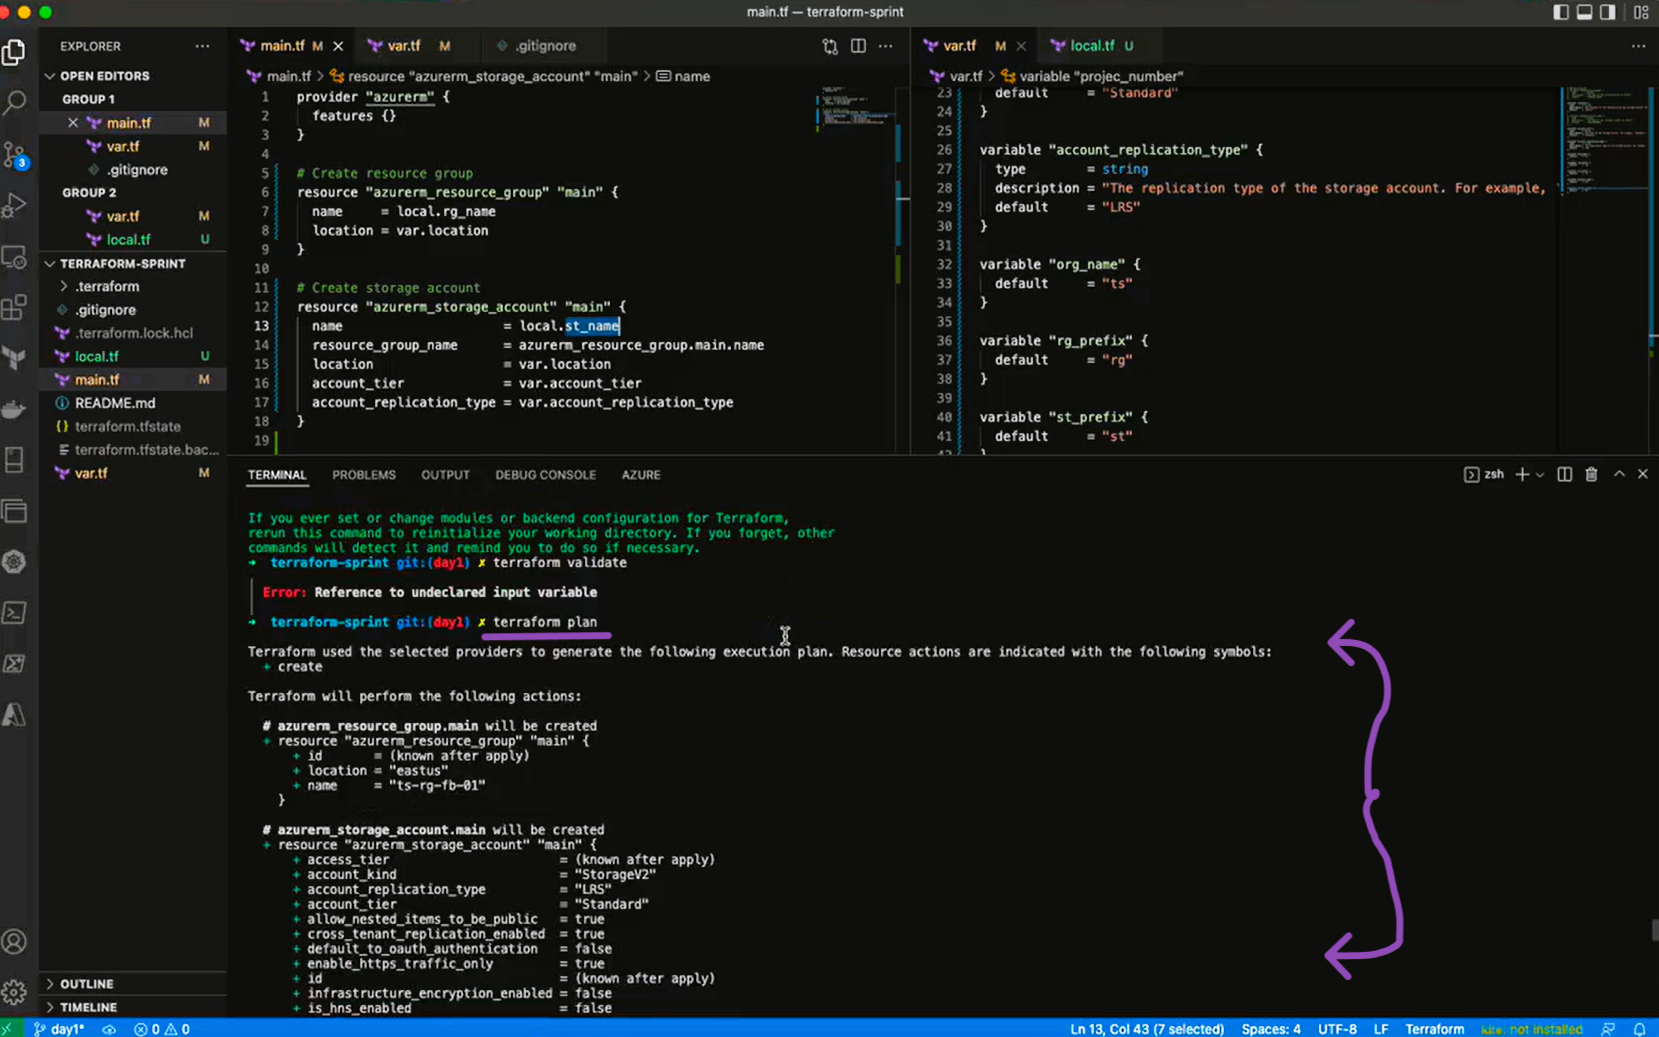 main.tf — terraform-sprint
EXPLORER
OPEN EDITORS
GROUP 1
main.tf M
var.tf M
.gitignore
GROUP 2
var.tf M
local.tf U
TERRAFORM-SPRINT
.terraform
.gitignore
.terraform.lock.hcl
local.tf U
main.tf M
README.md
terraform.tfstate
terraform.tfstate.bac...
var.tf M
OUTLINE
TIMELINE
3
main.tf M
var.tf M
.gitignore
main.tf > resource "azurerm_storage_account" "main" > name
1 provider "azurerm" {
2 features {}
3 }
4
5 # Create resource group
6 resource "azurerm_resource_group" "main" {
7 name = local.rg_name
8 location = var.location
9 }
10
11 # Create storage account
12 resource "azurerm_storage_account" "main" {
13 name = local.st_name
14 resource_group_name = azurerm_resource_group.main.name
15 location = var.location
16 account_tier = var.account_tier
17 account_replication_type = var.account_replication_type
18 }
19
var.tf M
local.tf U
var.tf > variable "projec_number"
23 default = "Standard"
24 }
25
26 variable "account_replication_type" {
27 type = string
28 description = "The replication type of the storage account. For example,
29 default = "LRS"
30 }
31
32 variable "org_name" {
33 default = "ts"
34 }
35
36 variable "rg_prefix" {
37 default = "rg"
38 }
39
40 variable "st_prefix" {
41 default = "st"
TERMINAL PROBLEMS OUTPUT DEBUG CONSOLE AZURE
zsh
If you ever set or change modules or backend configuration for Terraform,
rerun this command to reinitialize your working directory. If you forget, other
commands will detect it and remind you to do so if necessary.
→ terraform-sprint git:(day1) ✗ terraform validate
Error: Reference to undeclared input variable
→ terraform-sprint git:(day1) ✗ terraform plan
Terraform used the selected providers to generate the following execution plan. Resource actions are indicated with the following symbols:
+ create
Terraform will perform the following actions:
# azurerm_resource_group.main will be created
+ resource "azurerm_resource_group" "main" {
+ id = (known after apply)
+ location = "eastus"
+ name = "ts-rg-fb-01"
}
# azurerm_storage_account.main will be created
+ resource "azurerm_storage_account" "main" {
+ access_tier = (known after apply)
+ account_kind = "StorageV2"
+ account_replication_type = "LRS"
+ account_tier = "Standard"
+ allow_nested_items_to_be_public = true
+ cross_tenant_replication_enabled = true
+ default_to_oauth_authentication = false
+ enable_https_traffic_only = true
+ id = (known after apply)
+ infrastructure_encryption_enabled = false
+ is_hns_enabled = false
day1* 0 0
Ln 13, Col 43 (7 selected) Spaces: 4 UTF-8 LF Terraform kite: not installed